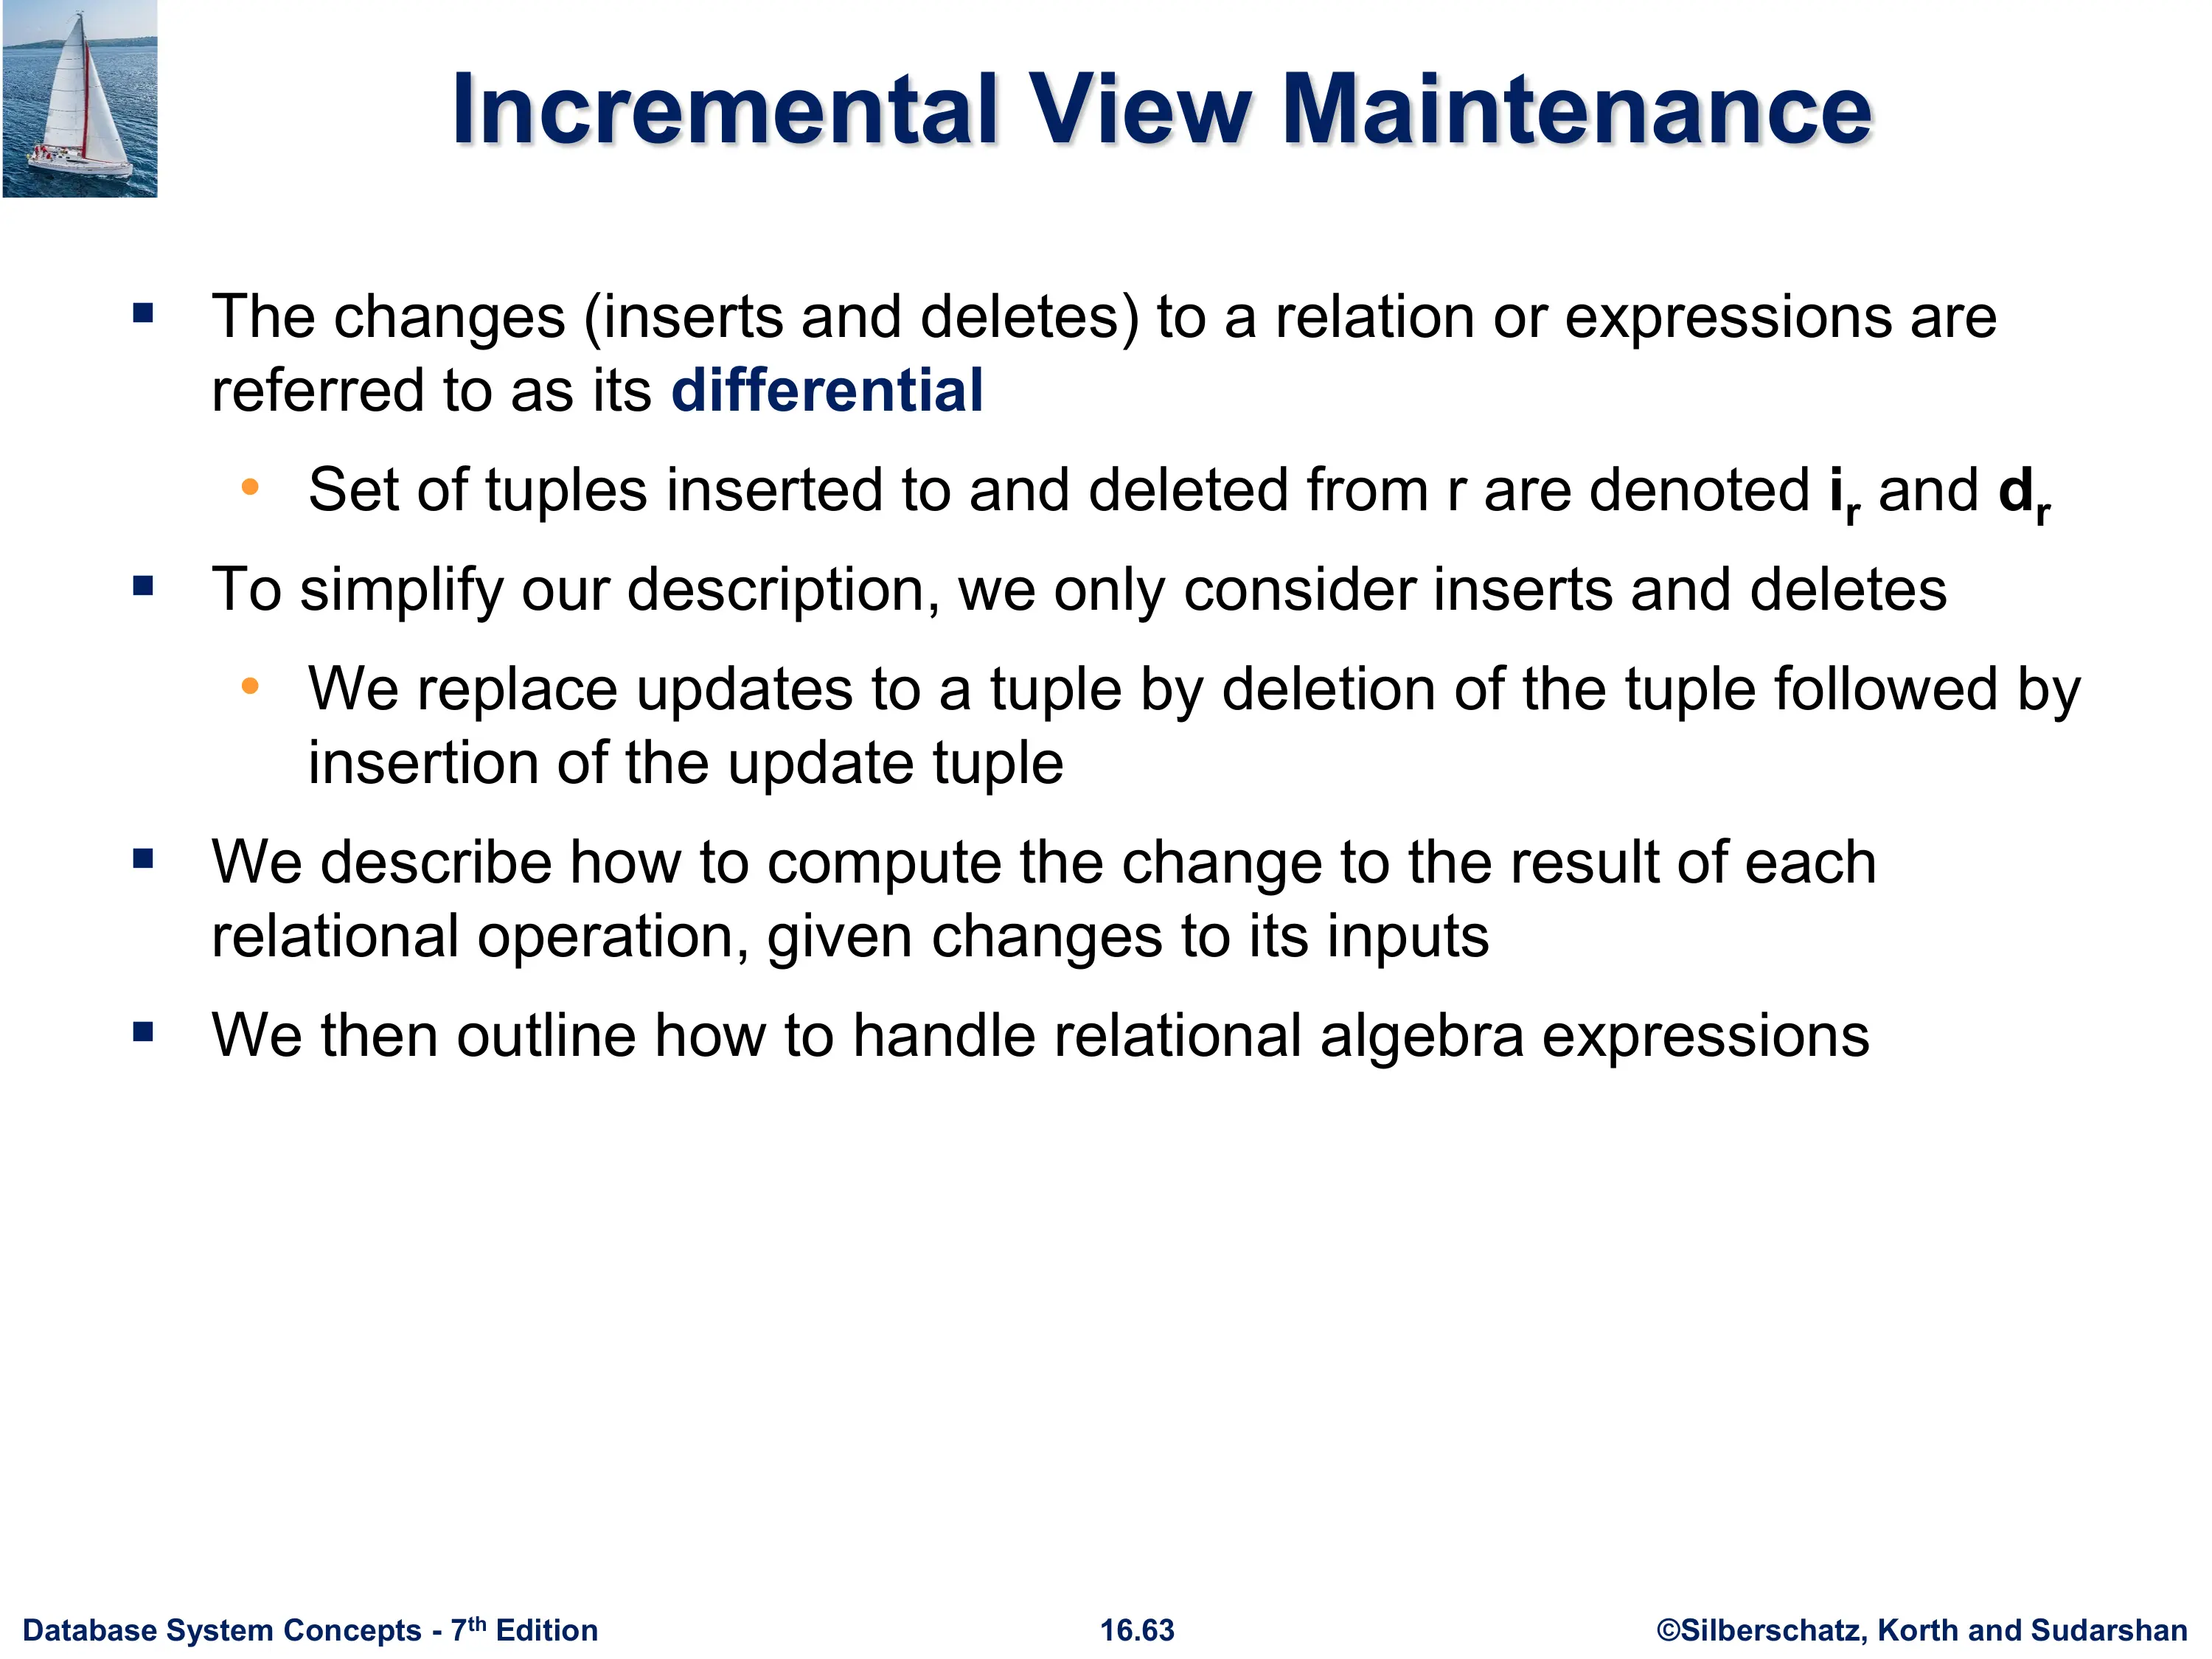 Incremental View Maintenance
▪ The changes (inserts and deletes) to a relation or expressions are
referred to as its differential
• Set of tuples inserted to and deleted from r are denoted iᵣ and dᵣ
▪ To simplify our description, we only consider inserts and deletes
• We replace updates to a tuple by deletion of the tuple followed by
insertion of the update tuple
▪ We describe how to compute the change to the result of each
relational operation, given changes to its inputs
▪ We then outline how to handle relational algebra expressions
Database System Concepts - 7th Edition
16.63
©Silberschatz, Korth and Sudarshan